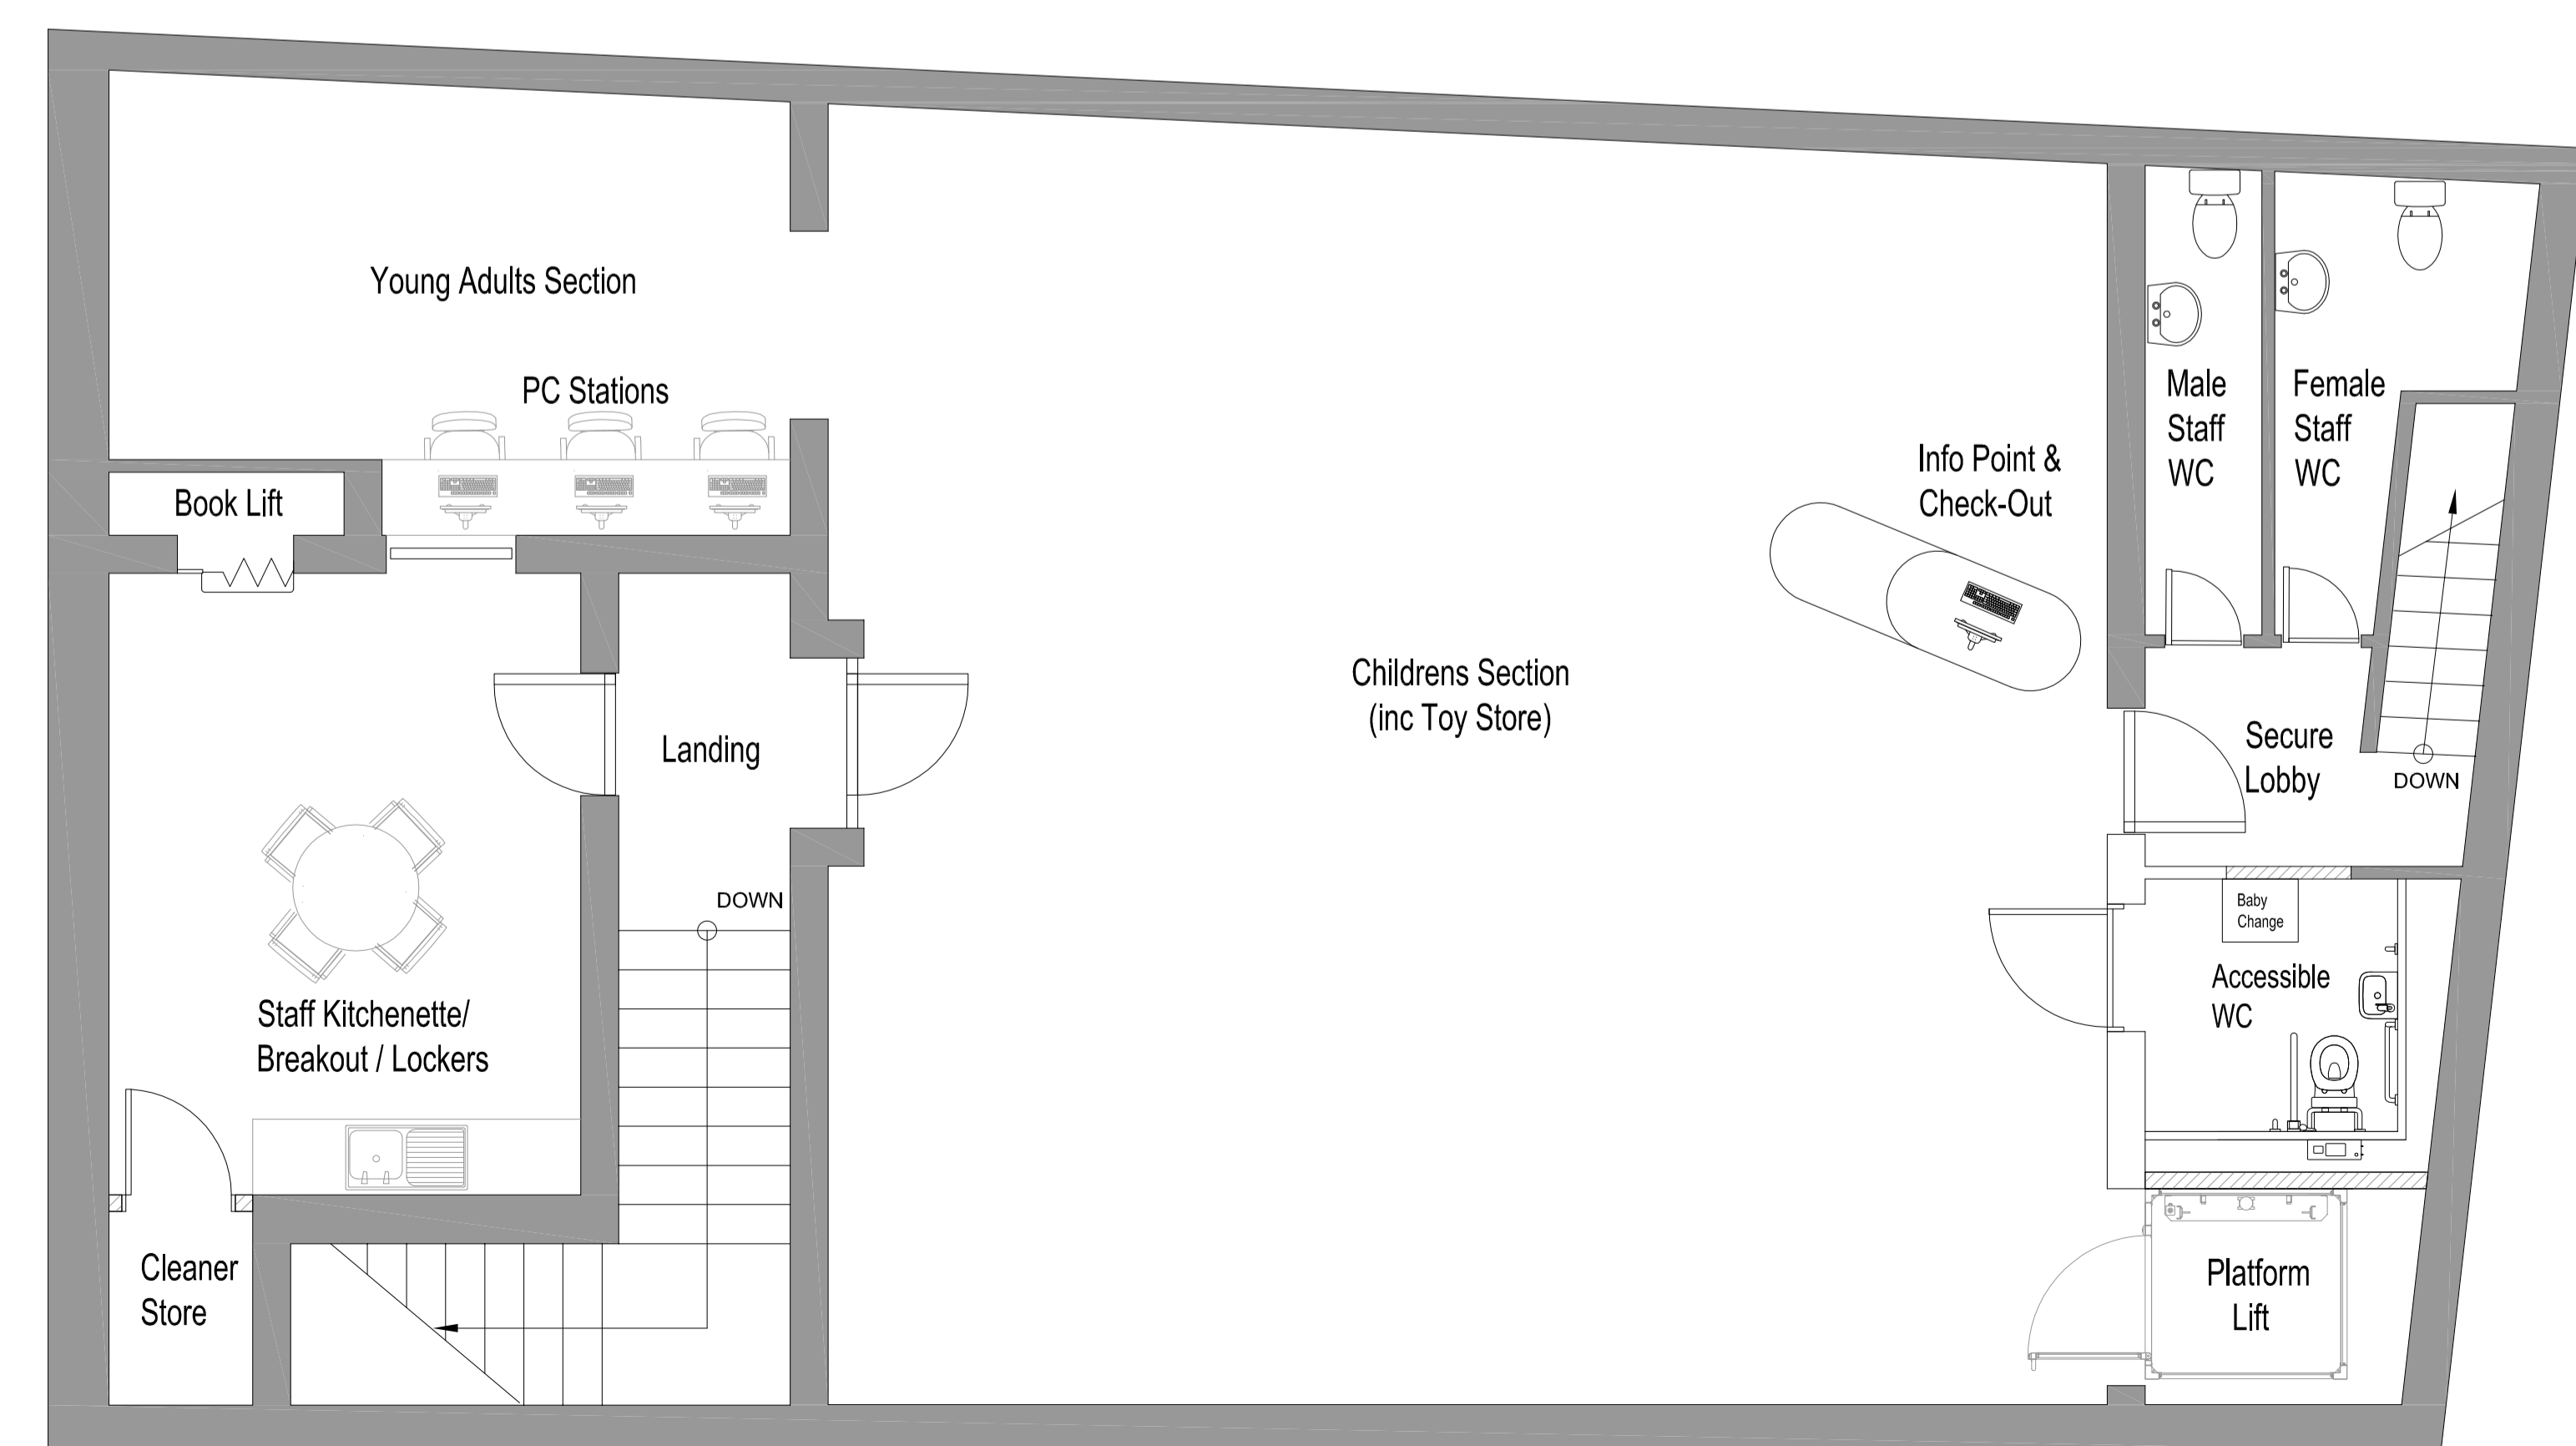 Young Adults Section
PC Stations
Book Lift
Info Point &
Check-Out
Male
Staff
WC
Female
Staff
WC
Childrens Section
(inc Toy Store)
Landing
Secure
Lobby
DOWN
DOWN
Baby
Change
Accessible
WC
Staff Kitchenette/
Breakout / Lockers
Cleaner
Store
Platform
Lift